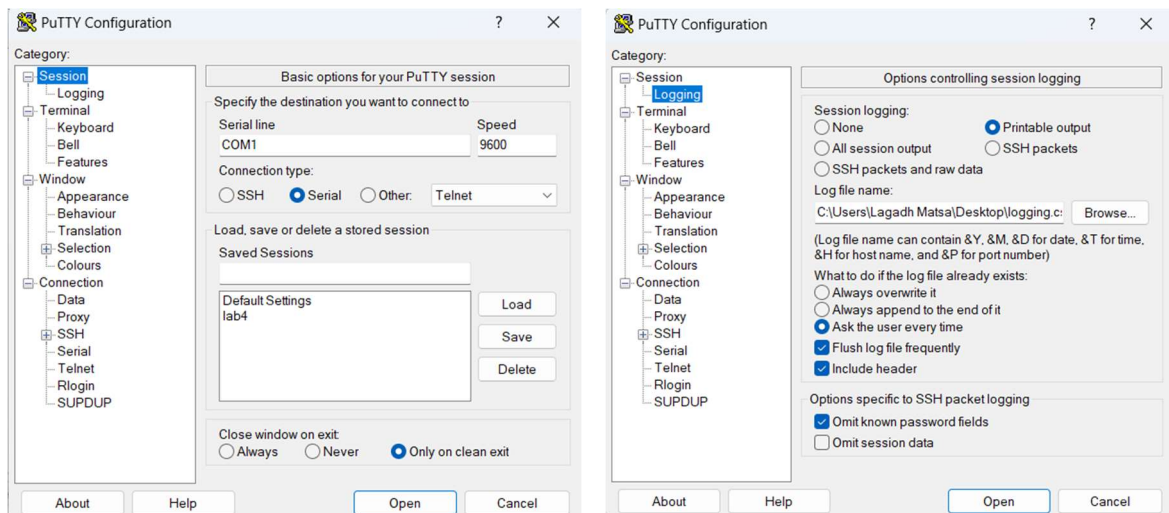 PuTTY Configuration
?
Category:
Session
Logging
Terminal
Keyboard
Bell
Features
Window
Appearance
Behaviour
Translation
Selection
Colours
Connection
Data
Proxy
SSH
Serial
Telnet
Rlogin
SUPDUP
Basic options for your PuTTY session
Specify the destination you want to connect to
Serial line Speed
COM1 9600
Connection type:
SSH Serial Other: Telnet
Load, save or delete a stored session
Saved Sessions
Default Settings
lab4
Load
Save
Delete
Close window on exit:
Always Never Only on clean exit
About Help Open Cancel
PuTTY Configuration
?
Category:
Session
Logging
Terminal
Keyboard
Bell
Features
Window
Appearance
Behaviour
Translation
Selection
Colours
Connection
Data
Proxy
SSH
Serial
Telnet
Rlogin
SUPDUP
Options controlling session logging
Session logging:
None Printable output
All session output SSH packets
SSH packets and raw data
Log file name:
C:\Users\Lagadh Matsa\Desktop\logging.c Browse...
(Log file name can contain &Y, &M, &D for date, &T for time,
&H for host name, and &P for port number)
What to do if the log file already exists:
Always overwrite it
Always append to the end of it
Ask the user every time
Flush log file frequently
Include header
Options specific to SSH packet logging
Omit known password fields
Omit session data
About Help Open Cancel